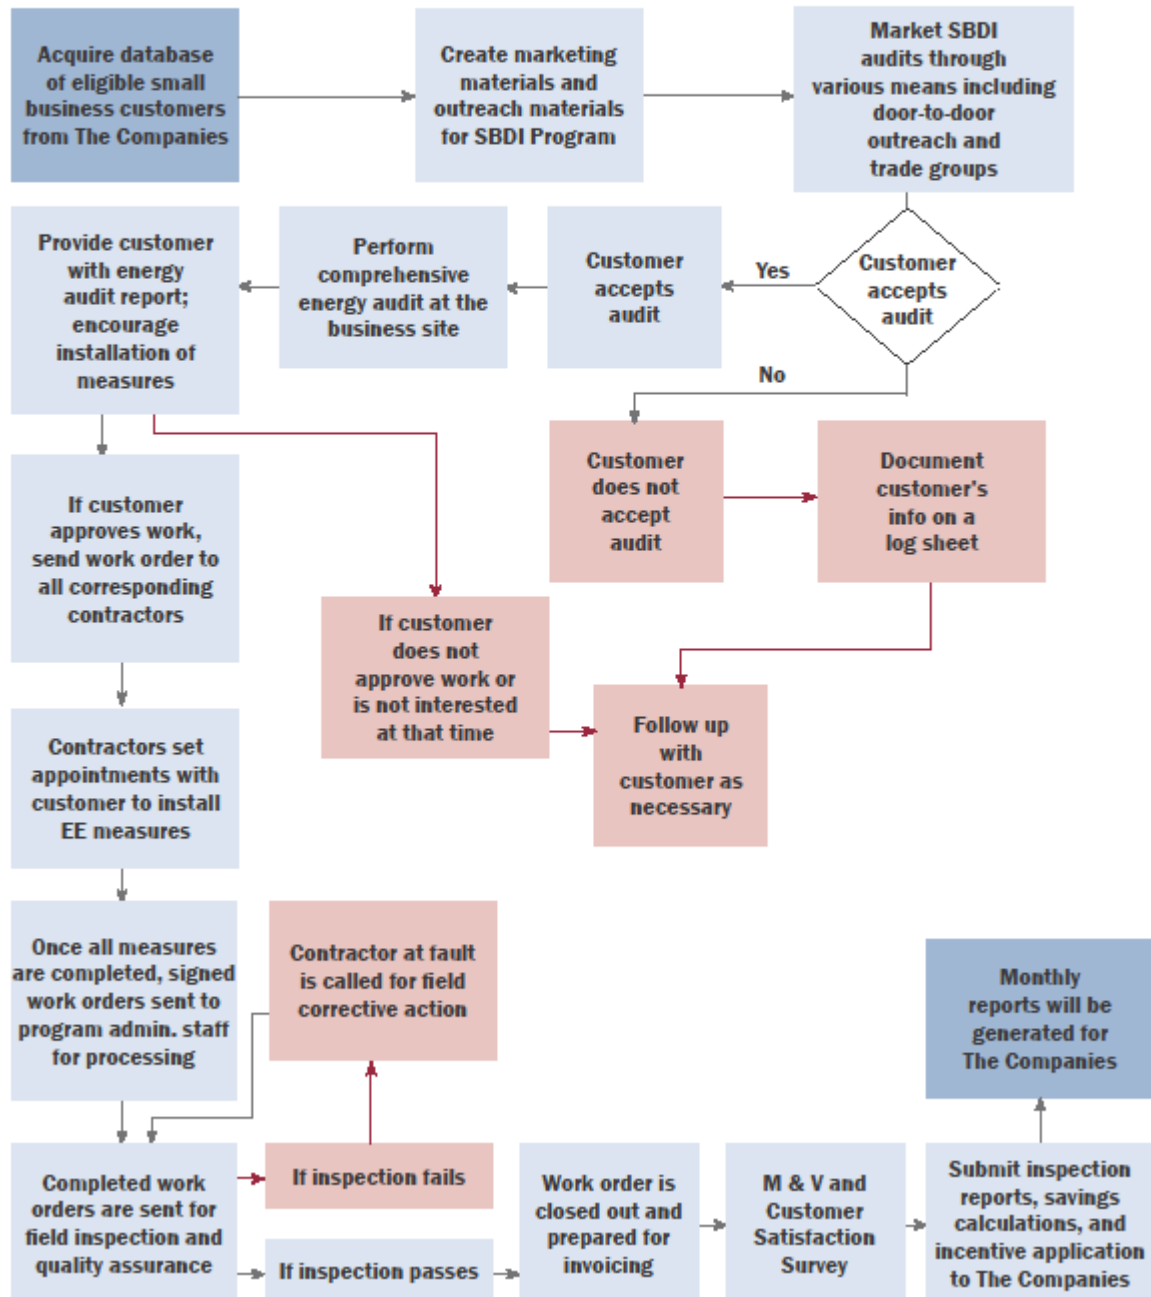 Acquire database
of eligible small
business customers
from The Companies
Create marketing
materials and
outreach materials
for SBDI Program
Market SBDI
audits through
various means including
door-to-door
outreach and
trade groups
Customer
accepts
audit
Yes
Customer
accepts
audit
Perform
comprehensive
energy audit at the
business site
Provide customer
with energy
audit report;
encourage
installation of
measures
No
Customer
does not
accept
audit
Document
customer's
info on a
log sheet
If customer
approves work,
send work order to
all corresponding
contractors
If customer
does not
approve work or
is not interested
at that time
Follow up
with
customer as
necessary
Contractors set
appointments with
customer to install
EE measures
Once all measures
are completed, signed
work orders sent to
program admin. staff
for processing
Contractor at fault
is called for field
corrective action
Completed work
orders are sent for
field inspection and
quality assurance
If inspection fails
If inspection passes
Work order is
closed out and
prepared for
invoicing
M & V and
Customer
Satisfaction
Survey
Submit inspection
reports, savings
calculations, and
incentive application
to The Companies
Monthly
reports will be
generated for
The Companies